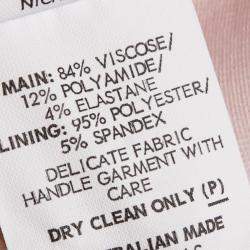 MAIN: 84% VISCOSE/
12% POLYAMIDE/
4% ELASTANE
LINING: 95% POLYESTER/
5% SPANDEX
DELICATE FABRIC
HANDLE GARMENT WITH
CARE
DRY CLEAN ONLY (P)
MADE